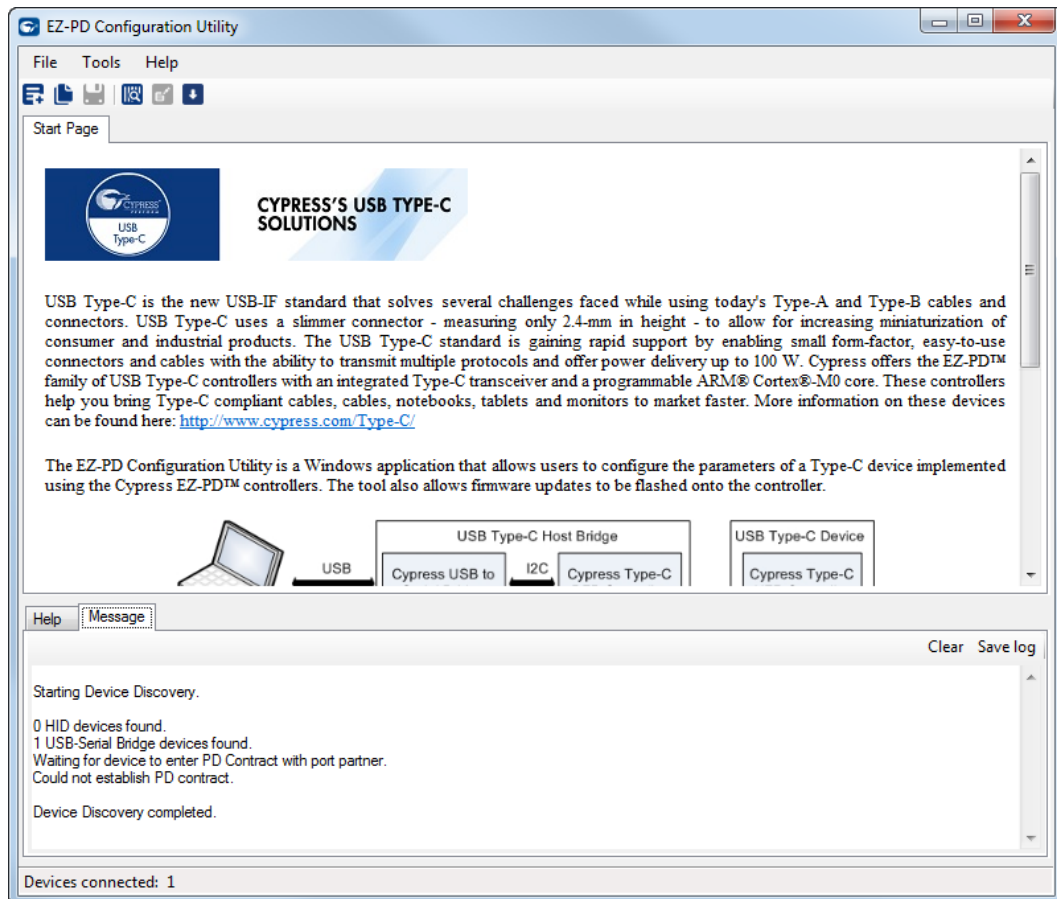 EZ-PD Configuration Utility
File Tools Help
Start Page
CYPRESS
PERFORM
USB
Type-C
CYPRESS'S USB TYPE-C
SOLUTIONS
USB Type-C is the new USB-IF standard that solves several challenges faced while using today's Type-A and Type-B cables and
connectors. USB Type-C uses a slimmer connector - measuring only 2.4-mm in height - to allow for increasing miniaturization of
consumer and industrial products. The USB Type-C standard is gaining rapid support by enabling small form-factor, easy-to-use
connectors and cables with the ability to transmit multiple protocols and offer power delivery up to 100 W. Cypress offers the EZ-PD™
family of USB Type-C controllers with an integrated Type-C transceiver and a programmable ARM® Cortex®-M0 core. These controllers
help you bring Type-C compliant cables, cables, notebooks, tablets and monitors to market faster. More information on these devices
can be found here: http://www.cypress.com/Type-C/
The EZ-PD Configuration Utility is a Windows application that allows users to configure the parameters of a Type-C device implemented
using the Cypress EZ-PD™ controllers. The tool also allows firmware updates to be flashed onto the controller.
USB Type-C Host Bridge
USB Type-C Device
USB
Cypress USB to
I2C
Cypress Type-C
Cypress Type-C
Help Message
Clear Save log
Starting Device Discovery.
0 HID devices found.
1 USB-Serial Bridge devices found.
Waiting for device to enter PD Contract with port partner.
Could not establish PD contract.
Device Discovery completed.
Devices connected: 1